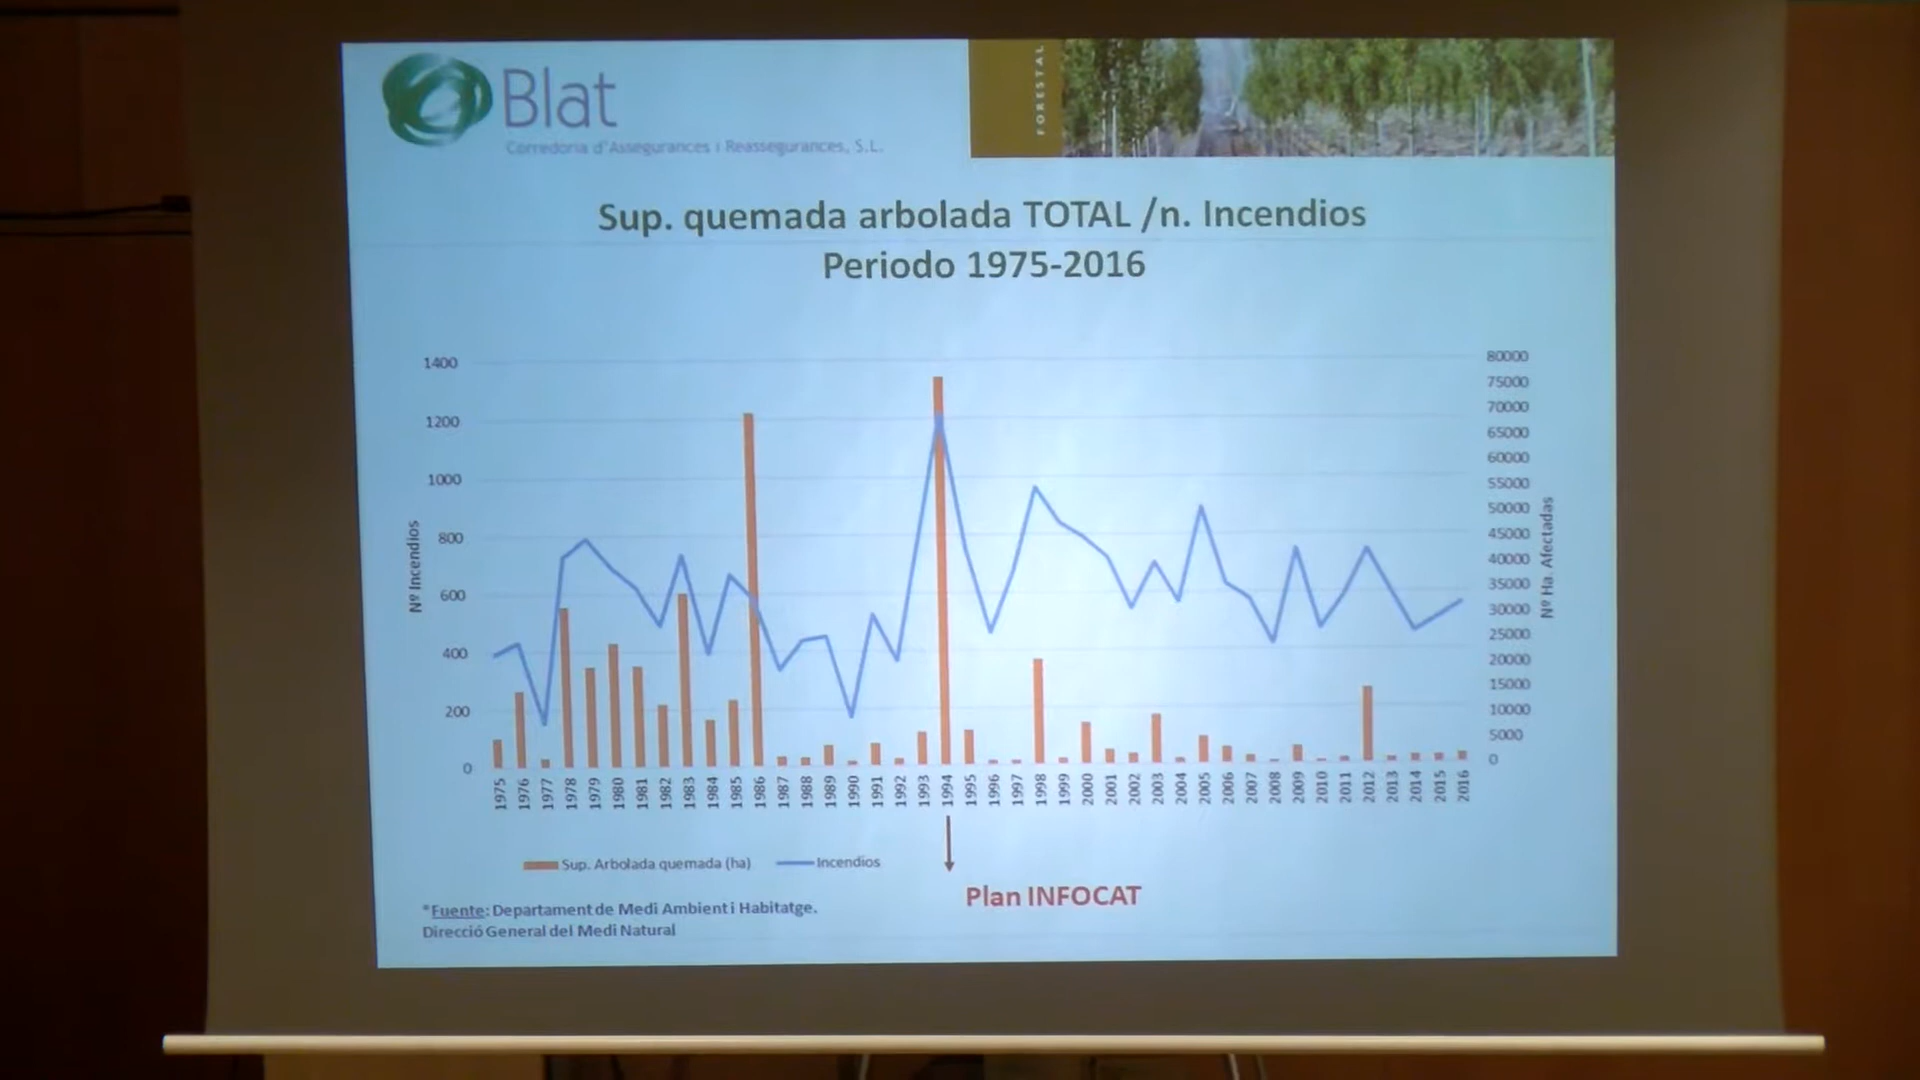 Blat
Corredoria d'Assegurances i Reassegurances, S.L.
FORESTAL
Sup. quemada arbolada TOTAL /n. Incendios
Periodo 1975-2016
Nº Incendios
1400
1200
1000
800
600
400
200
0
80000
75000
70000
65000
60000
55000
50000
45000
40000
35000
30000
25000
20000
15000
10000
5000
0
Nº Ha. Afectadas
1975 1976 1977 1978 1979 1980 1981 1982 1983 1984 1985 1986 1987 1988 1989 1990 1991 1992 1993 1994 1995 1996 1997 1998 1999 2000 2001 2002 2003 2004 2005 2006 2007 2008 2009 2010 2011 2012 2013 2014 2015 2016
Sup. Arbolada quemada (ha) Incendios
Plan INFOCAT
*Fuente: Departament de Medi Ambient i Habitatge.
Direcció General del Medi Natural